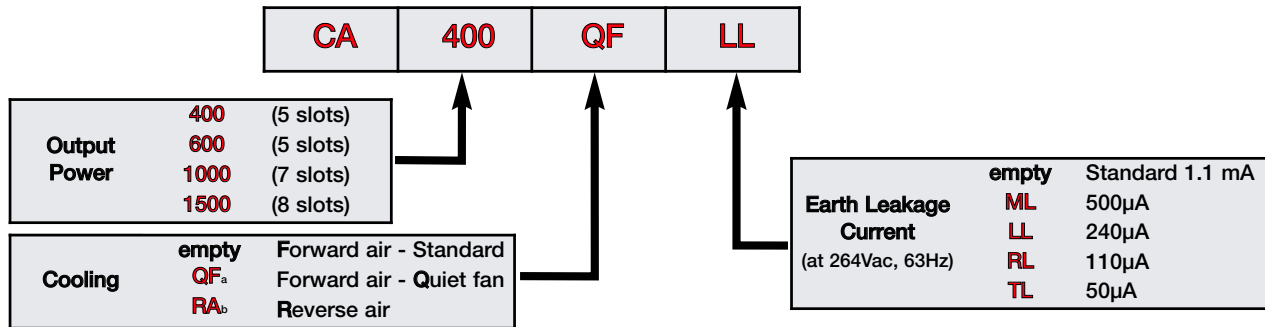 CA 400 QF LL
Output Power
400 (5 slots)
600 (5 slots)
1000 (7 slots)
1500 (8 slots)
Cooling
empty Forward air - Standard
QFa Forward air - Quiet fan
RAb Reverse air
Earth Leakage Current
(at 264Vac, 63Hz)
empty Standard 1.1 mA
ML 500µA
LL 240µA
RL 110µA
TL 50µA